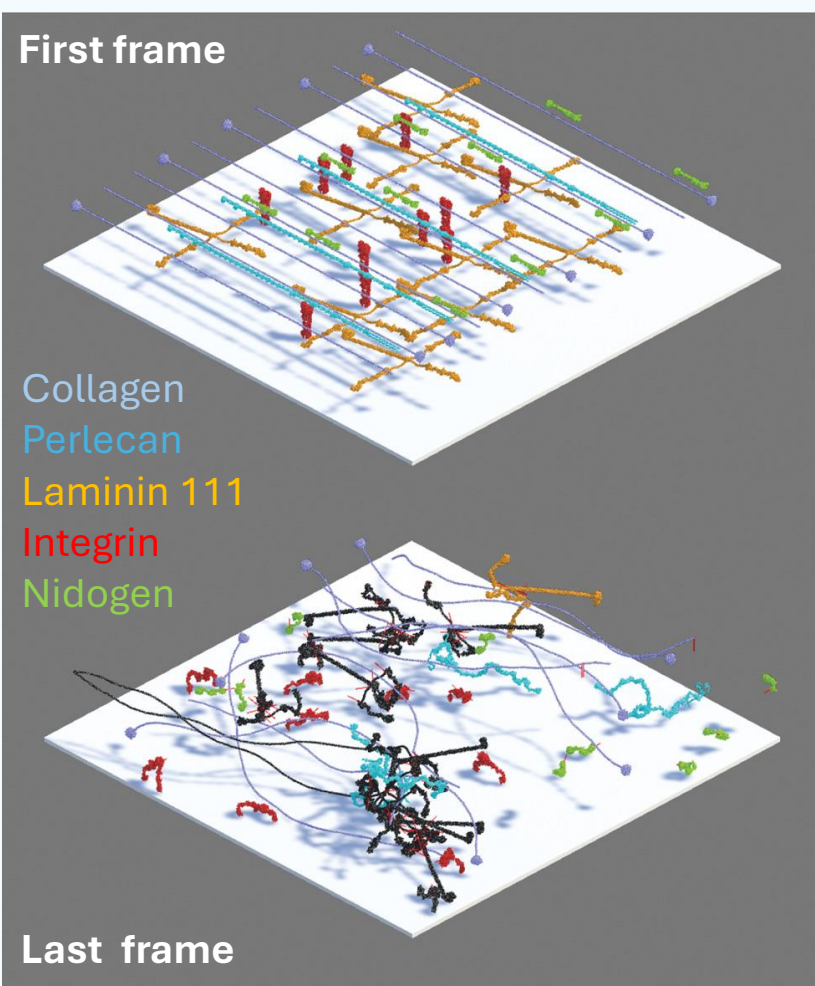 First frame
Collagen
Perlecan
Laminin 111
Integrin
Nidogen
Last frame